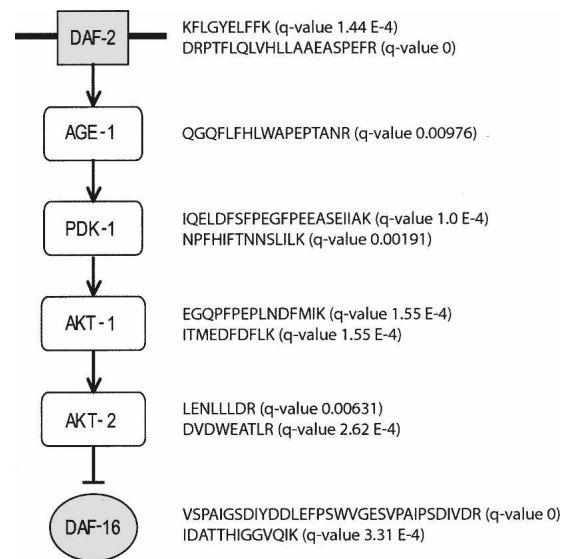 DAF-2
KFLGYELFFK (q-value 1.44 E-4)
DRPTFLQLVHLLAAEASPEFR (q-value 0)
AGE-1
QGQFLFHLWAPEPTANR (q-value 0.00976)
PDK-1
IQELDFSFPEGFPEEASEIIAK (q-value 1.0 E-4)
NPFHIFTNNSLILK (q-value 0.00191)
AKT-1
EGQPFPEPLNDFMIK (q-value 1.55 E-4)
ITMEDFDFLK (q-value 1.55 E-4)
AKT-2
LENLLLDR (q-value 0.00631)
DVDWEATLR (q-value 2.62 E-4)
DAF-16
VSPAIGSDIYDDLEFPSWVGESVPAIPSDIVDR (q-value 0)
IDATTHIGGVQIK (q-value 3.31 E-4)